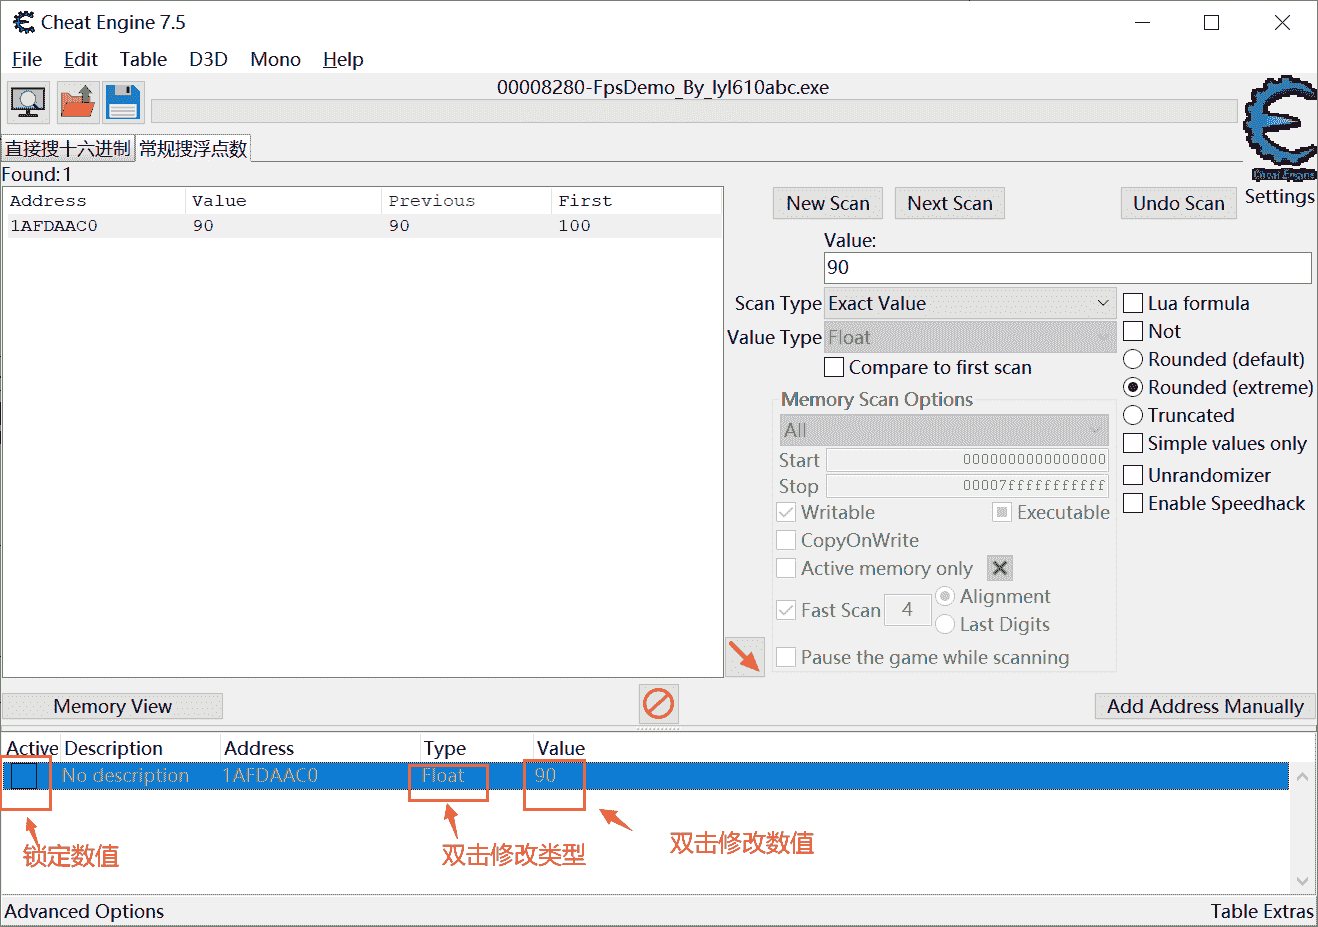 Cheat Engine 7.5
File Edit Table D3D Mono Help
00008280-FpsDemo_By_lyl610abc.exe
直接搜十六进制 常规搜浮点数
Found:1
Cheat Engine
Settings
Address Value Previous First
1AFDAAC0 90 90 100
New Scan Next Scan Undo Scan
Value:
90
Scan Type Exact Value
Lua formula
Not
Value Type Float
Rounded (default)
Compare to first scan
Rounded (extreme)
Memory Scan Options
Truncated
All
Simple values only
Start 0000000000000000
Unrandomizer
Stop 00007fffffffffff
Enable Speedhack
Writable Executable
CopyOnWrite
Active memory only
Fast Scan 4 Alignment
Last Digits
Pause the game while scanning
Memory View Add Address Manually
Active Description Address Type Value
No description 1AFDAAC0 Float 90
锁定数值 双击修改类型 双击修改数值
Advanced Options Table Extras